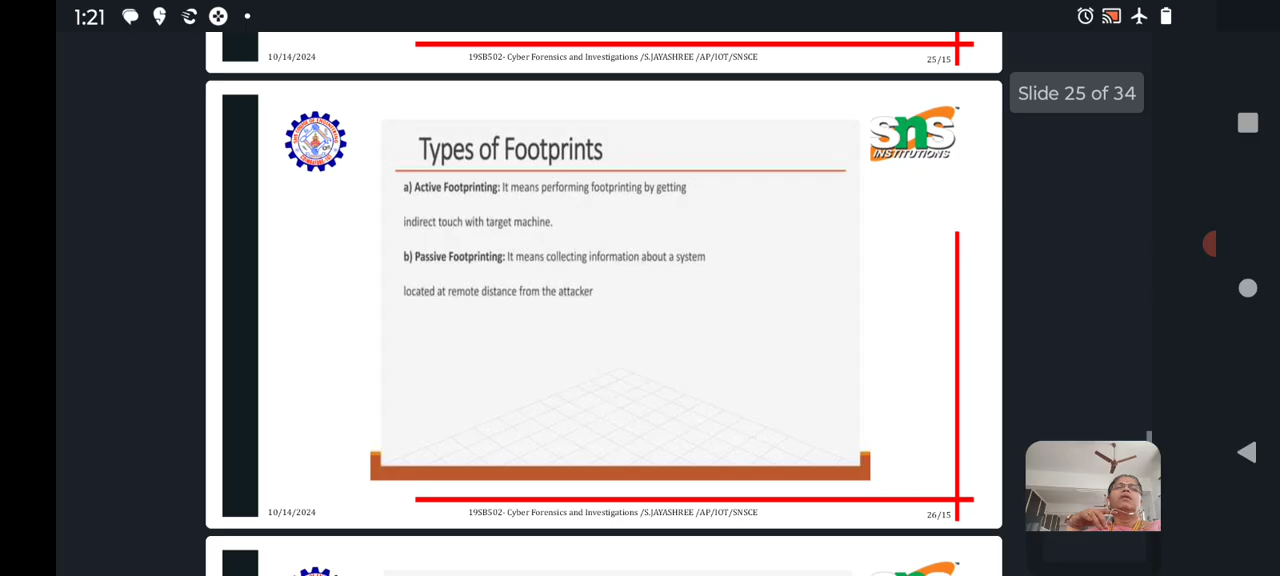 1:21
10/14/2024
19SB502- Cyber Forensics and Investigations /S.JAYASHREE /AP/IOT/SNSCE
25/15
Slide 25 of 34
sns
INSTITUTIONS
Types of Footprints
a) Active Footprinting: It means performing footprinting by getting
indirect touch with target machine.
b) Passive Footprinting: It means collecting information about a system
located at remote distance from the attacker
10/14/2024
19SB502- Cyber Forensics and Investigations /S.JAYASHREE /AP/IOT/SNSCE
26/15